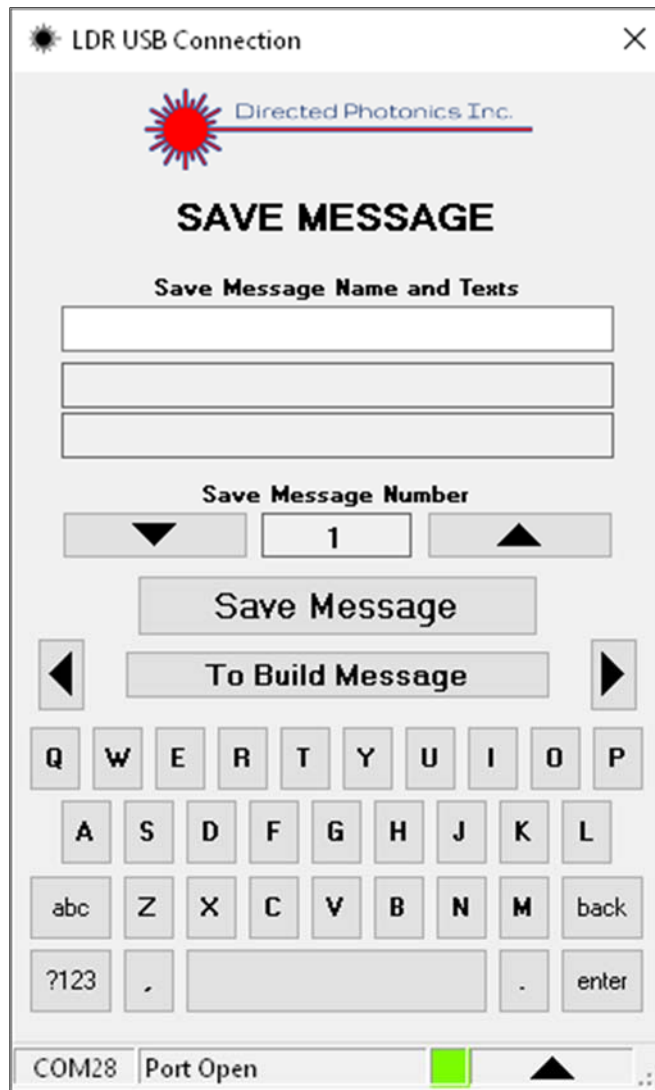 LDR USB Connection
Directed Photonics Inc.
SAVE MESSAGE
Save Message Name and Texts
Save Message Number
1
Save Message
To Build Message
Q W E R T Y U I O P
A S D F G H J K L
abc Z X C V B N M back
?123 , . enter
COM28 Port Open